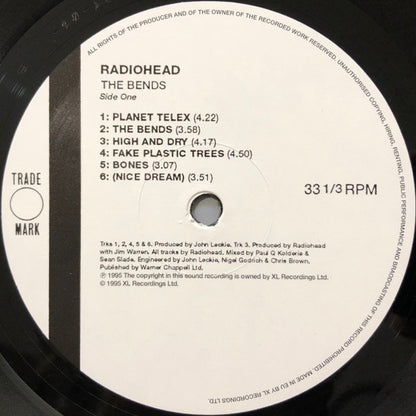 ALL RIGHTS OF THE PRODUCER AND OF THE OWNER OF THE RECORDED WORK RESERVED. UNAUTHORISED COPYING, HIRING, RENTING, PUBLIC PERFORMANCE AND BROADCASTING OF THIS RECORD PROHIBITED. MADE IN EU BY XL RECORDINGS LTD.
RADIOHEAD
THE BENDS
Side One
1: PLANET TELEX (4.22)
2: THE BENDS (3.58)
3: HIGH AND DRY (4.17)
4: FAKE PLASTIC TREES (4.50)
5: BONES (3.07)
6: (NICE DREAM) (3.51)
TRADE
MARK
33 1/3 RPM
Trks 1, 2, 4, 5 & 6, Produced by John Leckie, Trk 3, Produced by Radiohead
with Jim Warren. All tracks by Radiohead, Mixed by Paul Q Kolderie &
Sean Slade. Engineered by John Leckie, Nigel Godrich & Chris Brown.
Published by Warner Chappell Ltd.
℗ 1995 The copyright in this sound recording is owned by XL Recordings Ltd.
© 1995 XL Recordings Ltd.